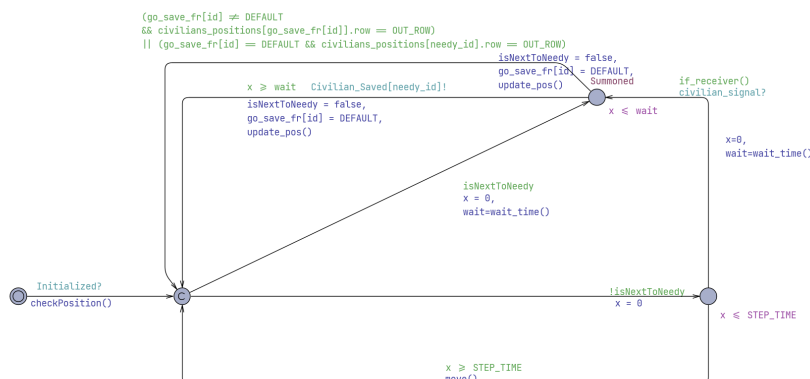 (go_save_fr[id] ≠ DEFAULT
&& civilians_positions[go_save_fr[id]].row == OUT_ROW)
|| (go_save_fr[id] == DEFAULT && civilians_positions[needy_id].row == OUT_ROW)
isNextToNeedy = false,
go_save_fr[id] = DEFAULT,
update_pos()
Summoned
if_receiver()
civilian_signal?
x ⩾ wait Civilian_Saved[needy_id]!
isNextToNeedy = false,
go_save_fr[id] = DEFAULT,
update_pos()
x ⩽ wait
x=0,
wait=wait_time()
isNextToNeedy
x = 0,
wait=wait_time()
Initialized?
checkPosition()
C
!isNextToNeedy
x = 0
x ⩽ STEP_TIME
x ⩾ STEP_TIME
move()